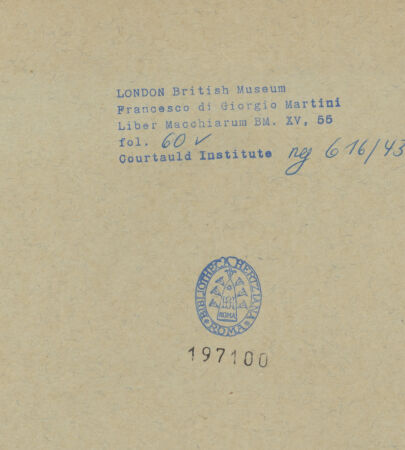 LONDON British Museum
Francesco di Giorgio Martini
Liber Macchiarum BM. XV, 55
fol. 60 v
Courtauld Institute neg 616/43
BIBLIOTHECA HERTZIANA
ROMA
ROMA
197100